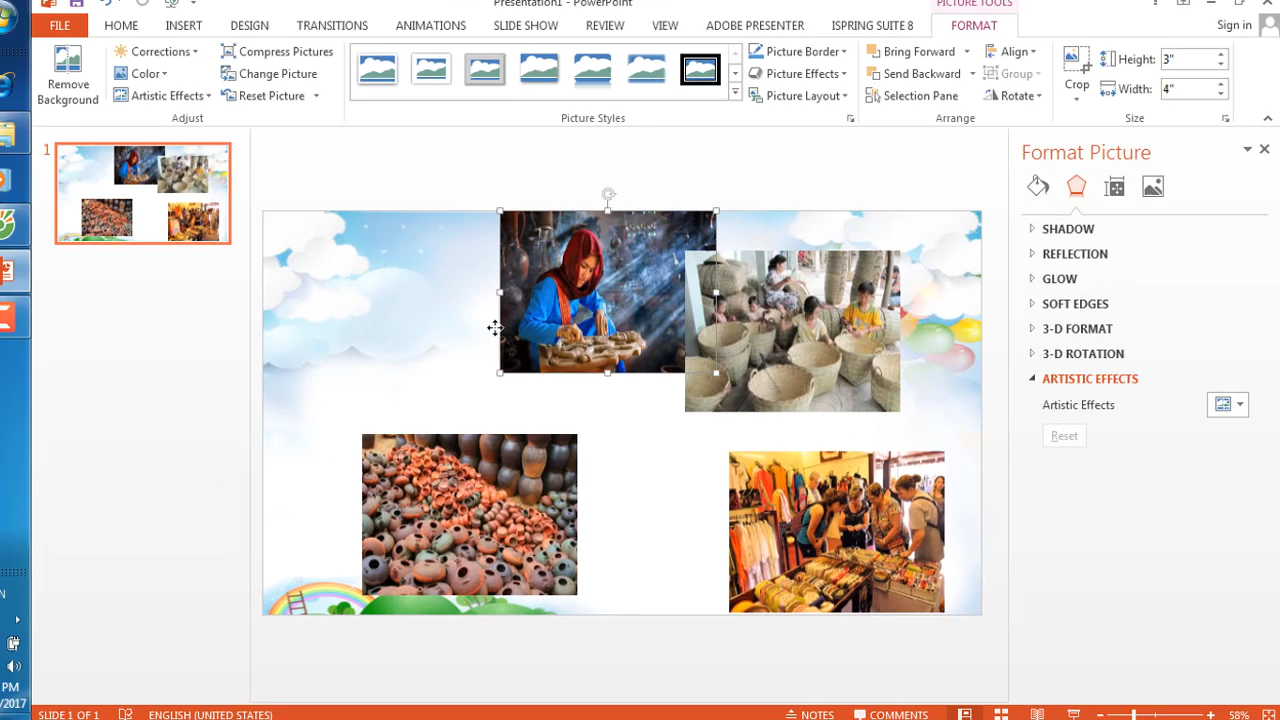 Presentation1 - PowerPoint
PICTURE TOOLS
FILE HOME INSERT DESIGN TRANSITIONS ANIMATIONS SLIDE SHOW REVIEW VIEW ADOBE PRESENTER ISPRING SUITE 8 FORMAT Sign in
Remove Background
Corrections
Color
Artistic Effects
Compress Pictures
Change Picture
Reset Picture
Adjust
Picture Styles
Picture Border
Picture Effects
Picture Layout
Bring Forward
Send Backward
Selection Pane
Align
Group
Rotate
Arrange
Crop
Height: 3"
Width: 4"
Size
1
Format Picture
SHADOW
REFLECTION
GLOW
SOFT EDGES
3-D FORMAT
3-D ROTATION
ARTISTIC EFFECTS
Artistic Effects
Reset
N
PM
/2017
SLIDE 1 OF 1 ENGLISH (UNITED STATES) NOTES COMMENTS 58%